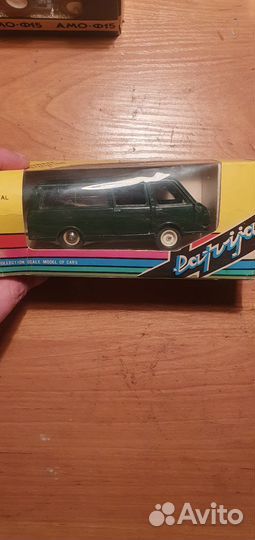 АМО-Ф15 АМО-Ф15
AL
COLLECTION SCALE MODEL OF CARS
Latvija
Avito